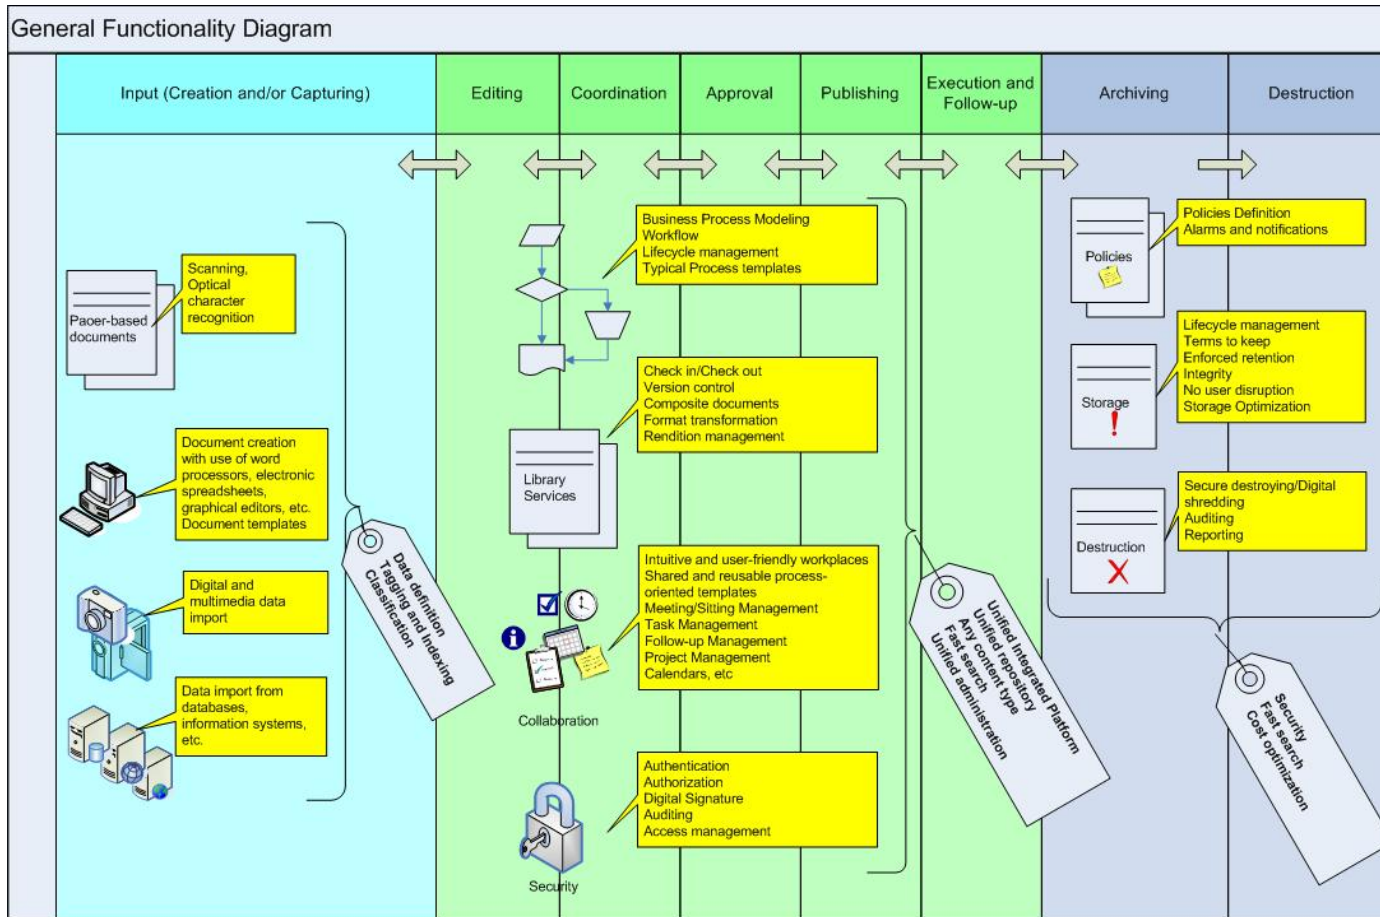 General Functionality Diagram
Input (Creation and/or Capturing)
Editing
Coordination
Approval
Publishing
Execution and
Follow-up
Archiving
Destruction
Paoer-based
documents
Scanning,
Optical
character
recognition
Document creation
with use of word
processors, electronic
spreadsheets,
graphical editors, etc.
Document templates
Digital and
multimedia data
import
Data import from
databases,
information systems,
etc.
Data definition
Tagging and Indexing
Classification
Business Process Modeling
Workflow
Lifecycle management
Typical Process templates
Check in/Check out
Version control
Composite documents
Format transformation
Rendition management
Library
Services
Intuitive and user-friendly workplaces
Shared and reusable process-
oriented templates
Meeting/Sitting Management
Task Management
Follow-up Management
Project Management
Calendars, etc
Collaboration
Authentication
Authorization
Digital Signature
Auditing
Access management
Security
Unified Integrated Platform
Unified repository
Any content type
Fast search
Unified administration
Policies
Policies Definition
Alarms and notifications
Storage
Lifecycle management
Terms to keep
Enforced retention
Integrity
No user disruption
Storage Optimization
Destruction
Secure destroying/Digital
shredding
Auditing
Reporting
Security
Fast search
Cost optimization